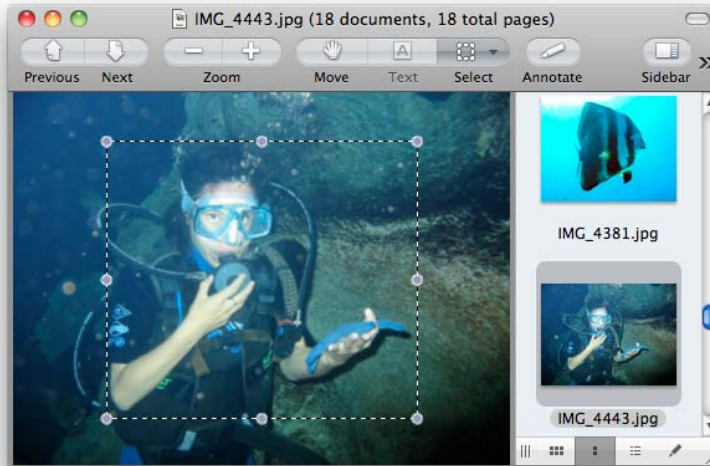 IMG_4443.jpg (18 documents, 18 total pages)
Previous Next Zoom Move Text Select Annotate Sidebar
IMG_4381.jpg
IMG_4443.jpg